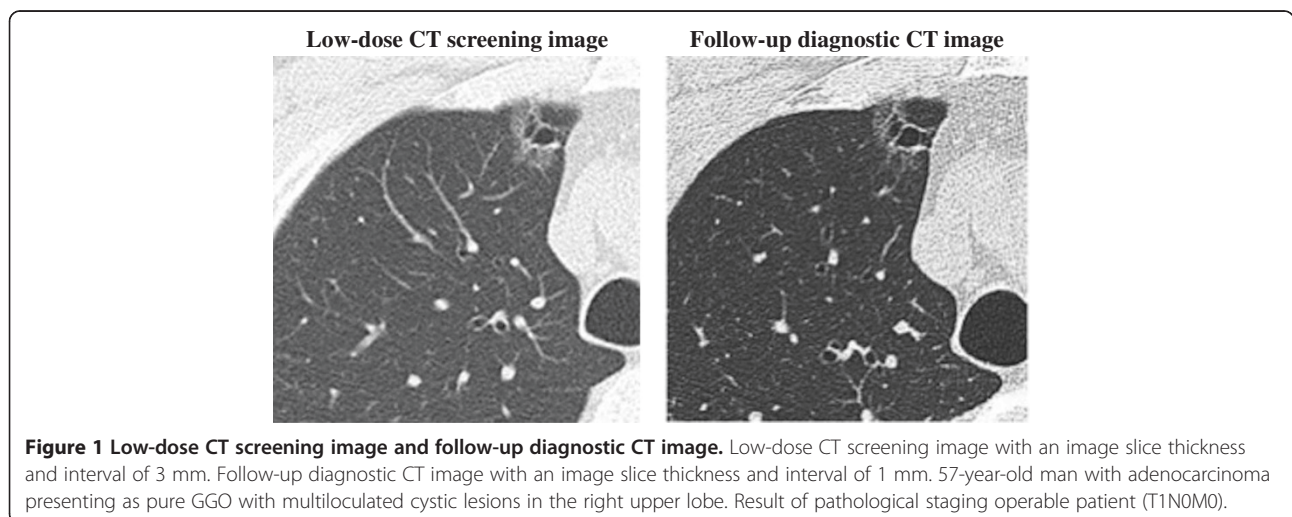 Low-dose CT screening image
Follow-up diagnostic CT image
Figure 1 Low-dose CT screening image and follow-up diagnostic CT image. Low-dose CT screening image with an image slice thickness
and interval of 3 mm. Follow-up diagnostic CT image with an image slice thickness and interval of 1 mm. 57-year-old man with adenocarcinoma
presenting as pure GGO with multiloculated cystic lesions in the right upper lobe. Result of pathological staging operable patient (T1N0M0).